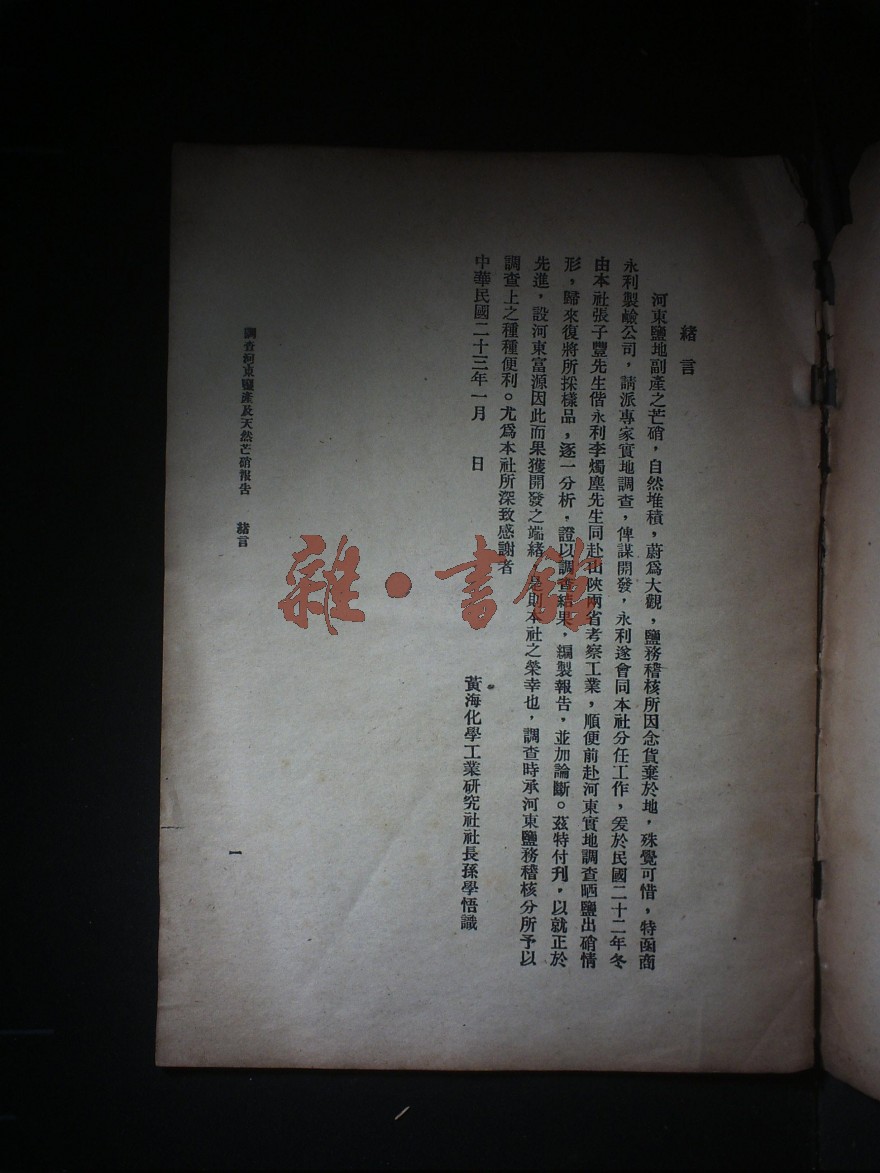 緒言
河東鹽地副產之芒硝，自然堆積，蔚爲大觀，鹽務稽核所因念貨棄於地，殊覺可惜，特函商
永利製鹼公司，請派專家實地調查，俾謀開發，永利遂會同本社分任工作，爰於民國二十二年冬
由本社張子豐先生偕永利李燭塵先生同赴山陝兩省考察工業，順便前赴河東實地調查晒鹽出硝情
形，歸來復將所採樣品，逐一分析，證以調查結果，編製報告，並加論斷。茲特付刊，以就正於
先進，設河東富源因此而果獲開發之端緒，是則本社之榮幸也，調查時承河東鹽務稽核分所予以
調查上之種種便利。尤爲本社所深致感謝者
中華民國二十三年一月　日
黃海化學工業研究社社長孫學悟識
調查河東鹽產及天然芒硝報告　緒言
一
雜·書館